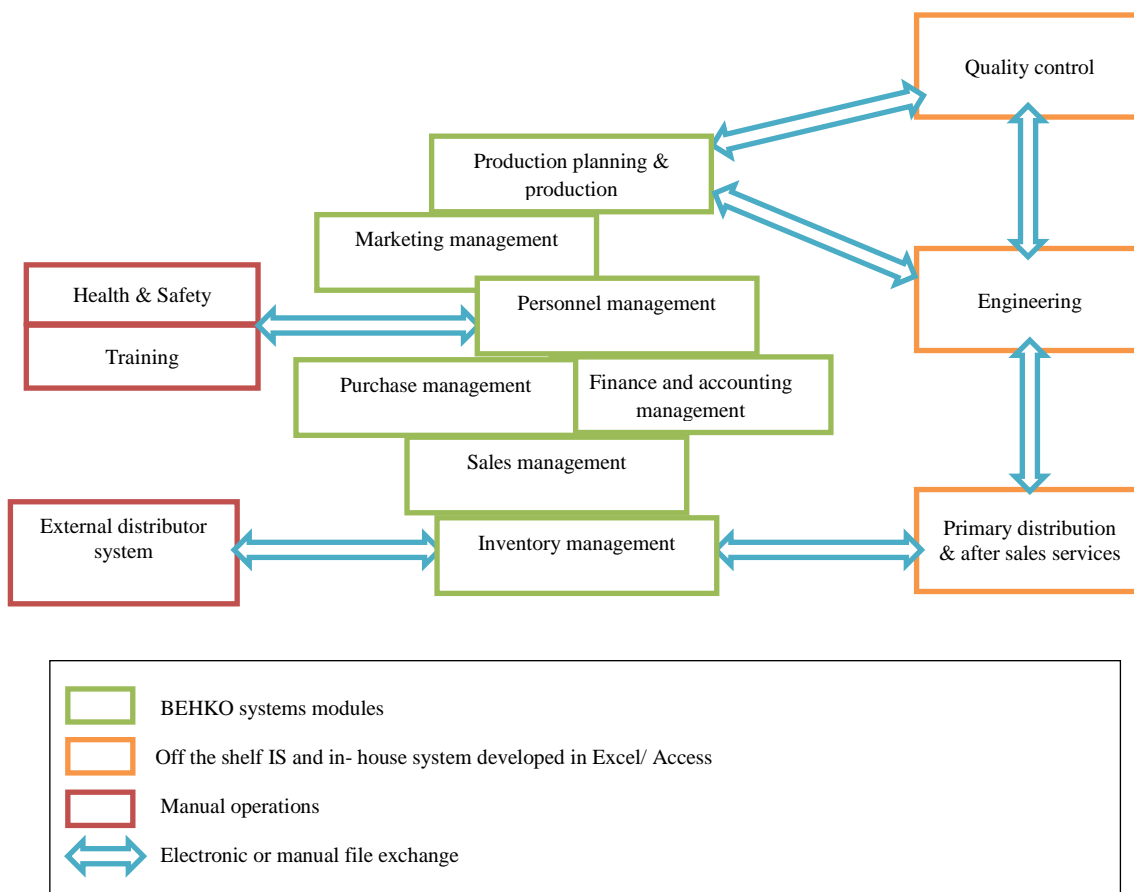 Quality control
Production planning &
production
Marketing management
Health & Safety
Personnel management
Engineering
Training
Purchase management
Finance and accounting
management
Sales management
External distributor
system
Inventory management
Primary distribution
& after sales services
BEHKO systems modules
Off the shelf IS and in- house system developed in Excel/ Access
Manual operations
Electronic or manual file exchange